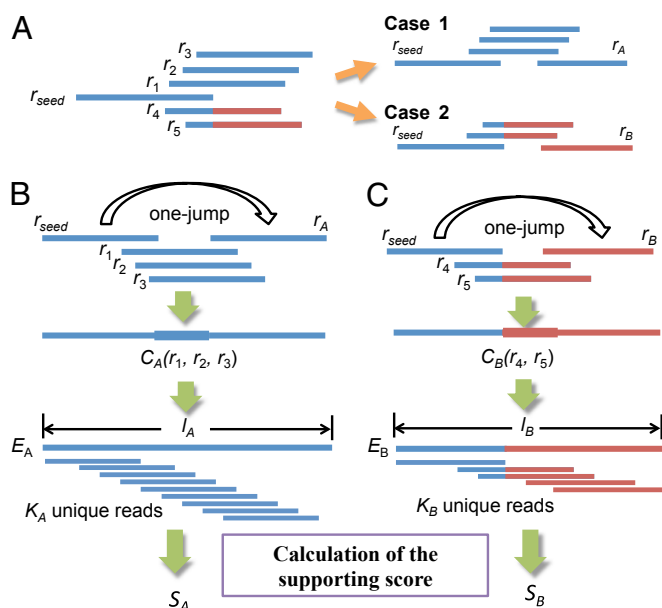 A
r3
r2
r1
rseed
r4
r5
Case 1
rseed
rA
Case 2
rseed
rB
B
one-jump
rseed
rA
r1
r2
r3
CA(r1, r2, r3)
lA
EA
KA unique reads
SA
C
one-jump
rseed
rB
r4
r5
CB(r4, r5)
lB
EB
KB unique reads
SB
Calculation of the
supporting score